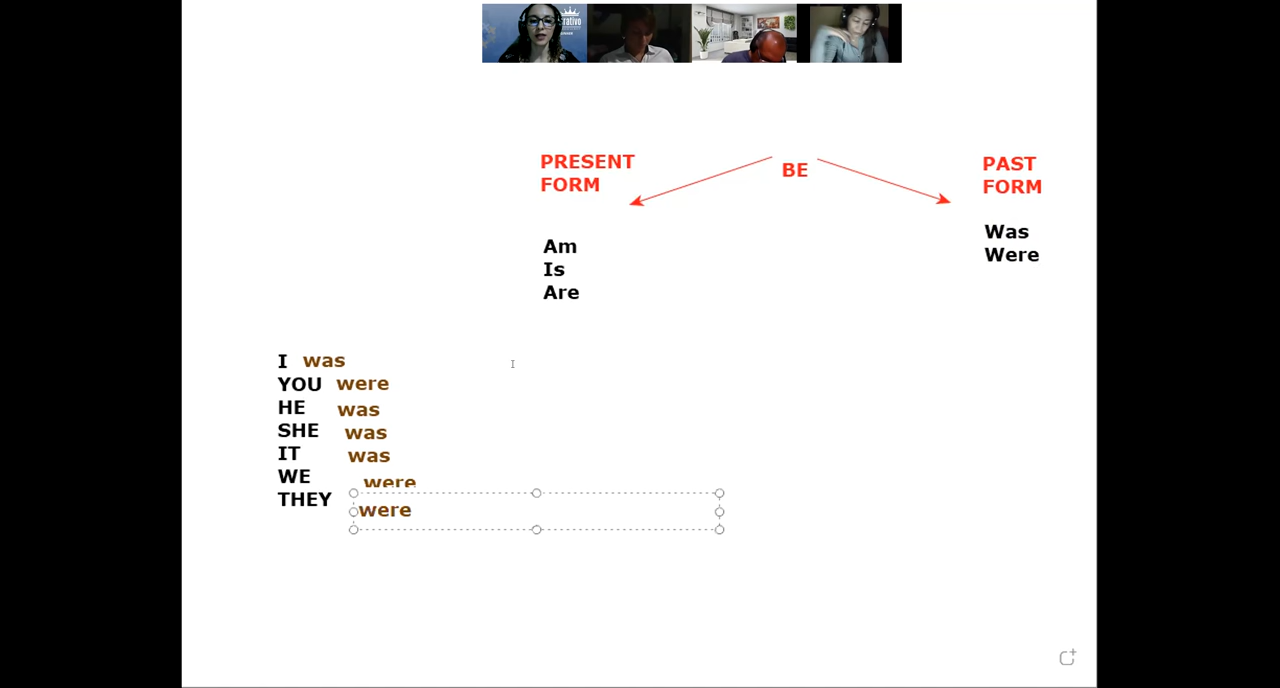 rativo
PRESENT
FORM
BE
PAST
FORM
Am
Is
Are
Was
Were
I was
YOU were
HE was
SHE was
IT was
WE were
THEY were